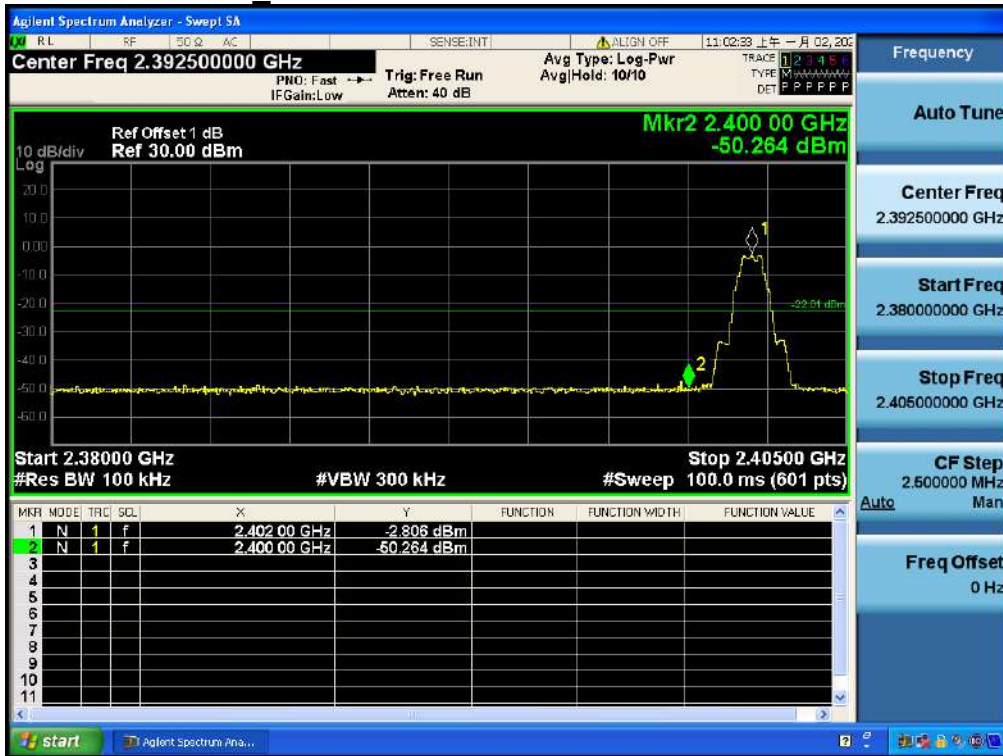 Agilent Spectrum Analyzer - Swept SA
RL RF 50 Ω AC SENSE:INT ALIGN OFF 11:02:33 上午 一月 02, 202
Center Freq 2.392500000 GHz
PNO: Fast
IFGain:Low
Trig: Free Run
Atten: 40 dB
Avg Type: Log-Pwr
Avg|Hold: 10/10
TRACE 1 2 3 4 5 6
TYPE M
DET P P P P P P
Mkr2 2.400 00 GHz
-50.264 dBm
Ref Offset 1 dB
10 dB/div Ref 30.00 dBm
Log
20.0
10.0
0.00
-10.0
-20.0
-30.0
-40.0
-50.0
-60.0
1
-22.81 dBm
2
Start 2.38000 GHz Stop 2.40500 GHz
#Res BW 100 kHz #VBW 300 kHz #Sweep 100.0 ms (601 pts)
MKR MODE TRC SCL X Y FUNCTION FUNCTION WIDTH FUNCTION VALUE
1 N 1 f 2.402 00 GHz -2.806 dBm
2 N 1 f 2.400 00 GHz -50.264 dBm
3
4
5
6
7
8
9
10
11
Frequency
Auto Tune
Center Freq
2.392500000 GHz
Start Freq
2.380000000 GHz
Stop Freq
2.405000000 GHz
CF Step
2.500000 MHz
Auto Man
Freq Offset
0 Hz
start Agilent Spectrum Ana...